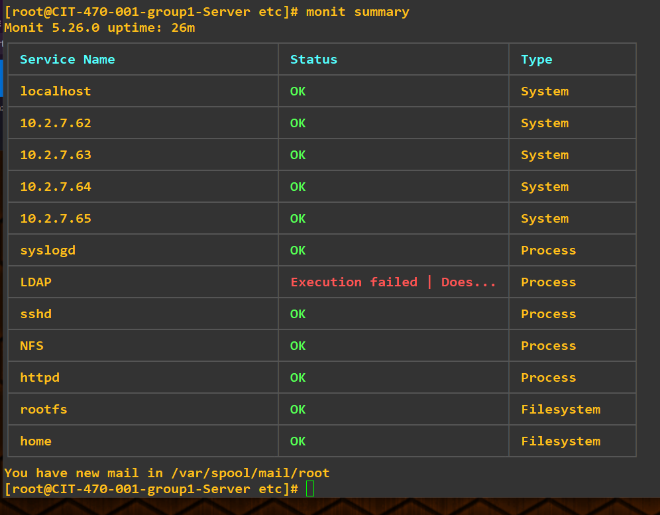 [root@CIT-470-001-group1-Server etc]# monit summary
Monit 5.26.0 uptime: 26m
Service Name Status Type
localhost OK System
10.2.7.62 OK System
10.2.7.63 OK System
10.2.7.64 OK System
10.2.7.65 OK System
syslogd OK Process
LDAP Execution failed | Does... Process
sshd OK Process
NFS OK Process
httpd OK Process
rootfs OK Filesystem
home OK Filesystem
You have new mail in /var/spool/mail/root
[root@CIT-470-001-group1-Server etc]#